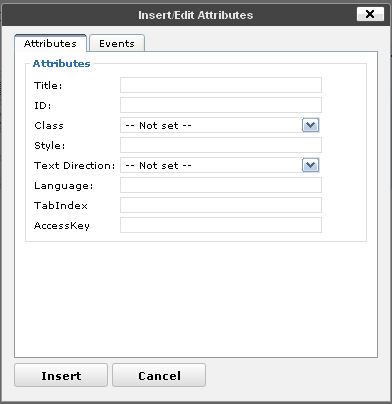 Insert/Edit Attributes
Attributes Events
Attributes
Title:
ID:
Class -- Not set --
Style:
Text Direction: -- Not set --
Language:
TabIndex
AccessKey
Insert Cancel